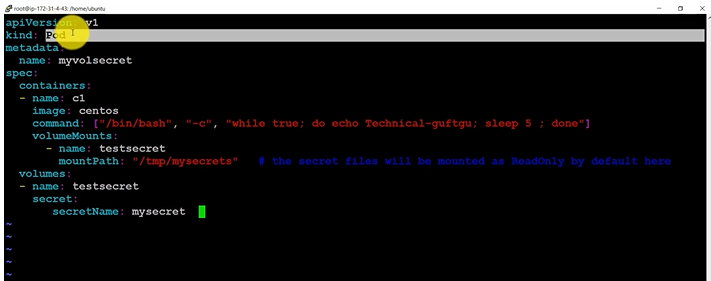 root@ip-172-31-4-43: /home/ubuntu
apiVersion: v1
kind: Pod
metadata:
  name: myvolsecret
spec:
  containers:
  - name: c1
    image: centos
    command: ["/bin/bash", "-c", "while true; do echo Technical-guftgu; sleep 5 ; done"]
    volumeMounts:
      - name: testsecret
        mountPath: "/tmp/mysecrets"   # the secret files will be mounted as ReadOnly by default here
  volumes:
  - name: testsecret
    secret:
       secretName: mysecret
~
~
~
~
~